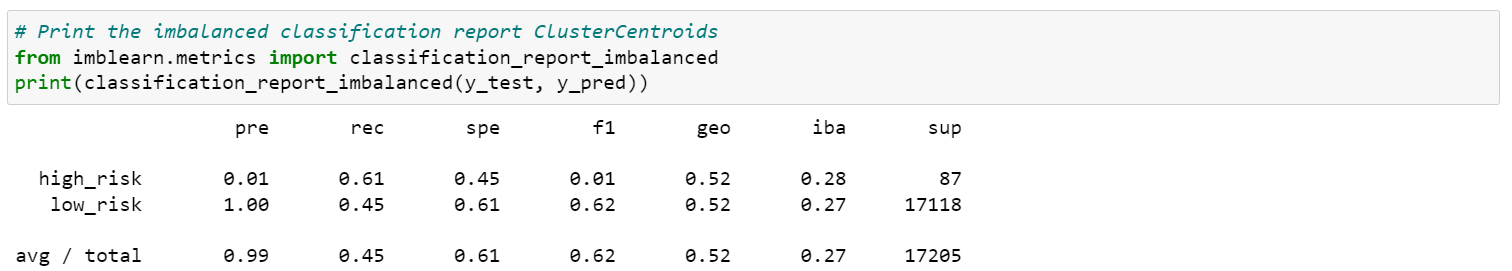 # Print the imbalanced classification report ClusterCentroids
from imblearn.metrics import classification_report_imbalanced
print(classification_report_imbalanced(y_test, y_pred))
pre rec spe f1 geo iba sup
high_risk 0.01 0.61 0.45 0.01 0.52 0.28 87
low_risk 1.00 0.45 0.61 0.62 0.52 0.27 17118
avg / total 0.99 0.45 0.61 0.62 0.52 0.27 17205